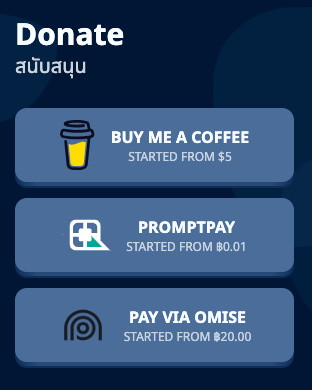 Donate
สนับสนุน
BUY ME A COFFEE
STARTED FROM $5
PROMPTPAY
STARTED FROM ฿0.01
PAY VIA OMISE
STARTED FROM ฿20.00